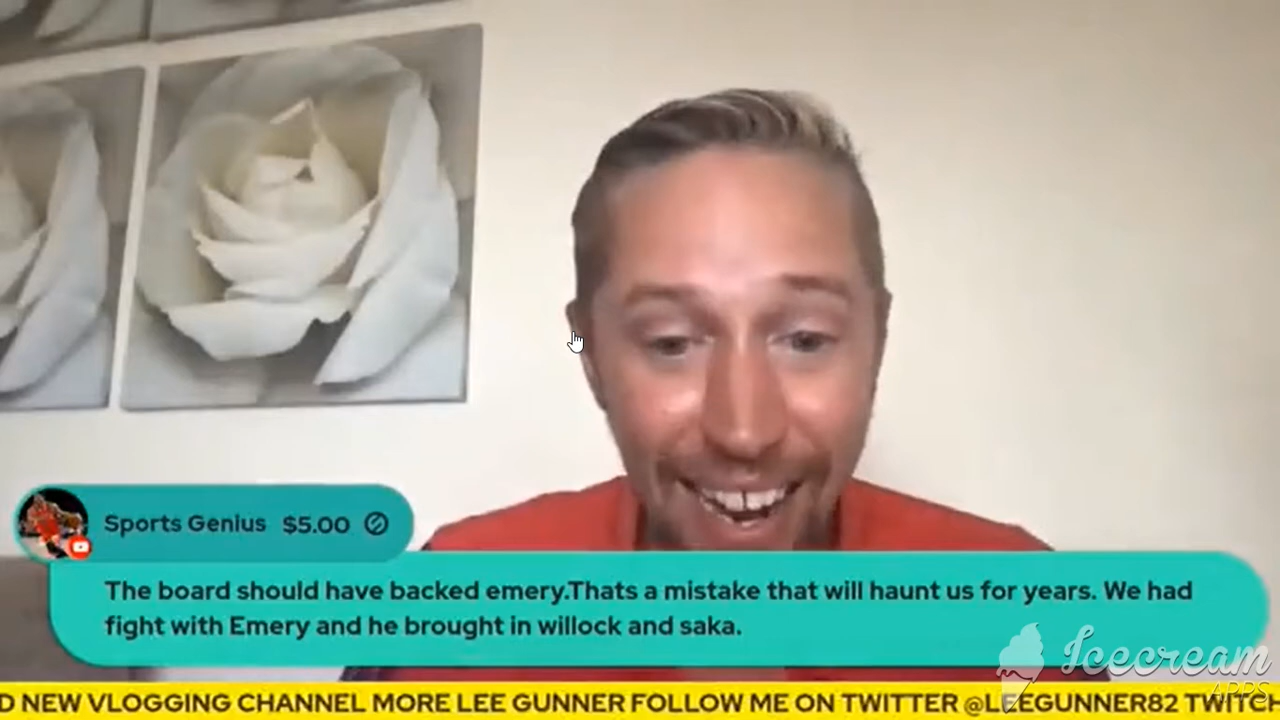 Sports Genius $5.00
The board should have backed emery.Thats a mistake that will haunt us for years. We had
fight with Emery and he brought in willock and saka.
Icecream
APPS
D NEW VLOGGING CHANNEL MORE LEE GUNNER FOLLOW ME ON TWITTER @LEEGUNNER82 TWITCH